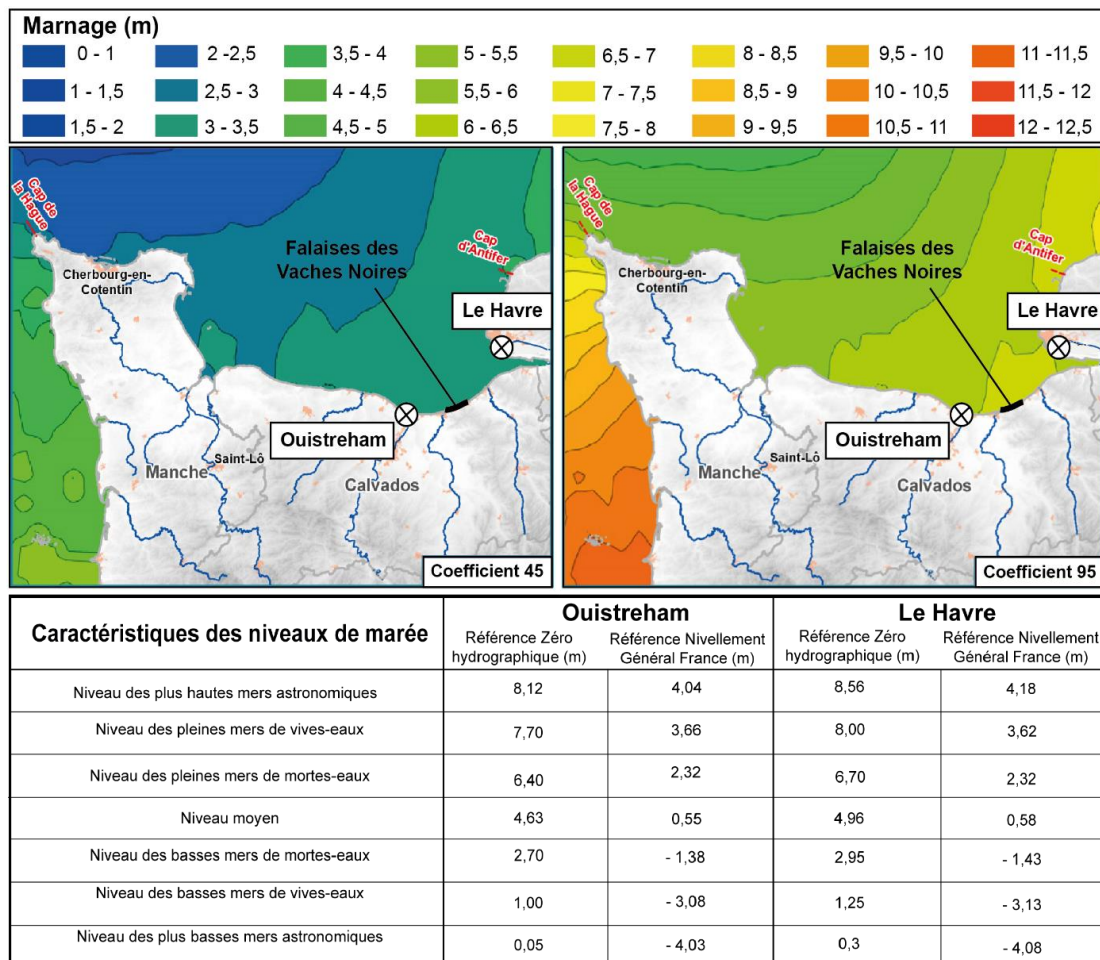 Marnage (m)
0 - 1
2 -2,5
3,5 - 4
5 - 5,5
6,5 - 7
8 - 8,5
9,5 - 10
11 -11,5
1 - 1,5
2,5 - 3
4 - 4,5
5,5 - 6
7 - 7,5
8,5 - 9
10 - 10,5
11,5 - 12
1,5 - 2
3 - 3,5
4,5 - 5
6 - 6,5
7,5 - 8
9 - 9,5
10,5 - 11
12 - 12,5
Cap de
la Hague
Cherbourg-en-
Cotentin
Falaises des
Vaches Noires
Cap
d'Antifer
Le Havre
Ouistreham
Saint-Lô
Manche
Calvados
Coefficient 45
Cap de
la Hague
Cherbourg-en-
Cotentin
Falaises des
Vaches Noires
Cap
d'Antifer
Le Havre
Ouistreham
Saint-Lô
Manche
Calvados
Coefficient 95
Caractéristiques des niveaux de marée
Ouistreham
Le Havre
Référence Zéro
hydrographique (m)
Référence Nivellement
Général France (m)
Référence Zéro
hydrographique (m)
Référence Nivellement
Général France (m)
Niveau des plus hautes mers astronomiques 8,12 4,04 8,56 4,18
Niveau des pleines mers de vives-eaux 7,70 3,66 8,00 3,62
Niveau des pleines mers de mortes-eaux 6,40 2,32 6,70 2,32
Niveau moyen 4,63 0,55 4,96 0,58
Niveau des basses mers de mortes-eaux 2,70 - 1,38 2,95 -1,43
Niveau des basses mers de vives-eaux 1,00 - 3,08 1,25 - 3,13
Niveau des plus basses mers astronomiques 0,05 - 4,03 0,3 - 4,08